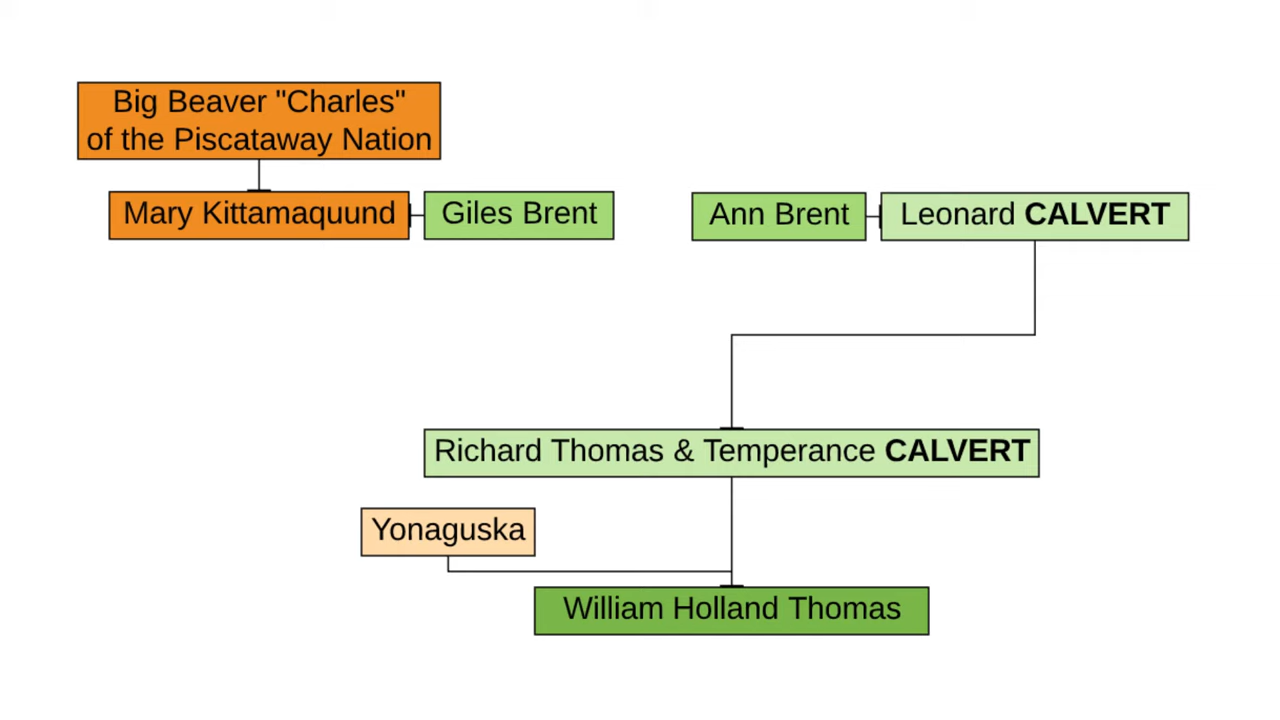 Big Beaver "Charles"
of the Piscataway Nation
Mary Kittamaquund
Giles Brent
Ann Brent
Leonard CALVERT
Richard Thomas & Temperance CALVERT
Yonaguska
William Holland Thomas